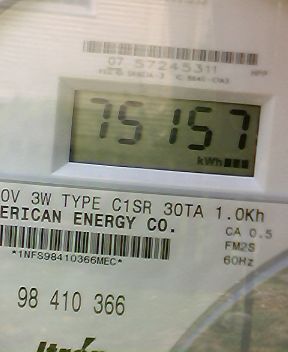 07 57245311
75157
kWh
0V 3W TYPE C1SR 30TA 1.0Kh
ERICAN ENERGY CO.
CA 0.5
FM2S
60Hz
*1NFS98410366MEC*
98 410 366
Itron